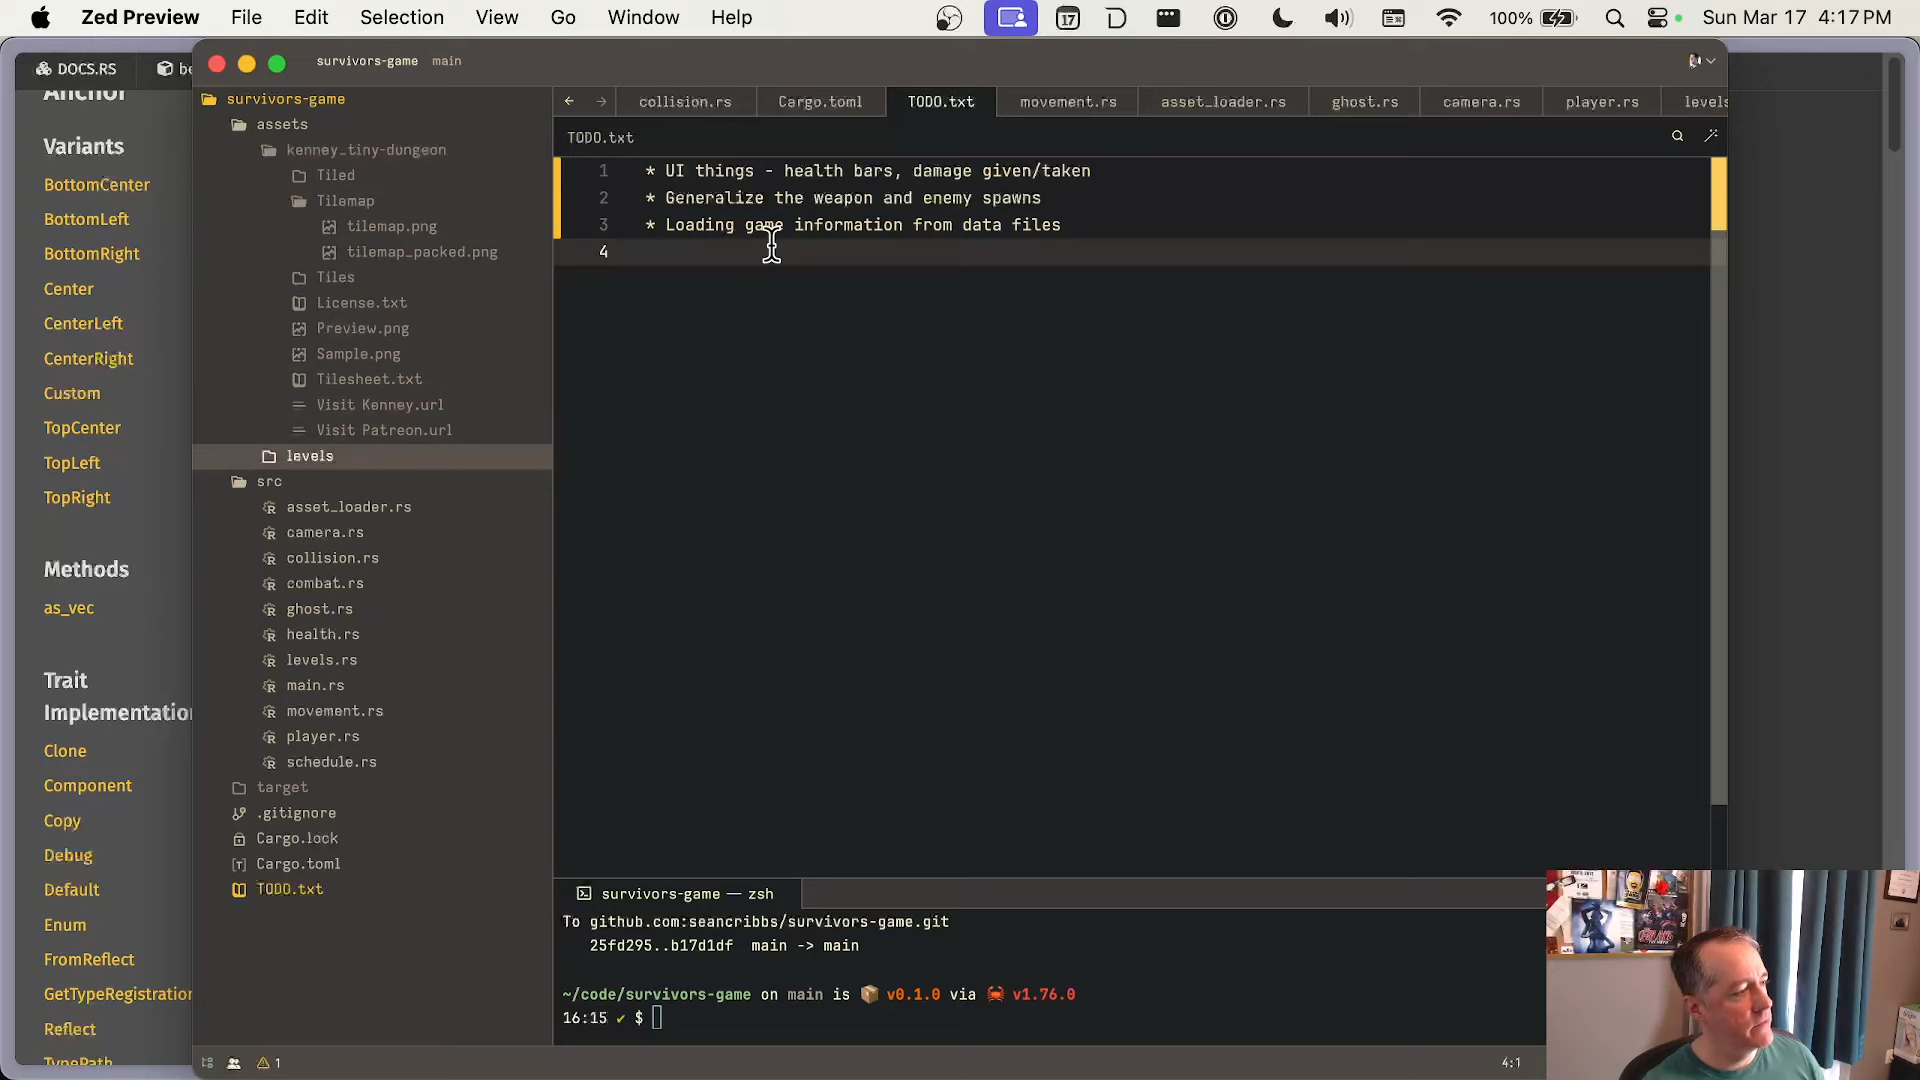 Zed Preview File Edit Selection View Go Window Help
17
100%
Sun Mar 17 4:17 PM
DOCS.RS
be
Anchor
Variants
BottomCenter
BottomLeft
BottomRight
Center
CenterLeft
CenterRight
Custom
TopCenter
TopLeft
TopRight
Methods
as_vec
Trait
Implementation
Clone
Component
Copy
Debug
Default
Enum
FromReflect
GetTypeRegistration
Reflect
TypePath
survivors-game main
survivors-game
assets
kenney_tiny-dungeon
Tiled
Tilemap
tilemap.png
tilemap_packed.png
Tiles
License.txt
Preview.png
Sample.png
Tilesheet.txt
Visit Kenney.url
Visit Patreon.url
levels
src
asset_loader.rs
camera.rs
collision.rs
combat.rs
ghost.rs
health.rs
levels.rs
main.rs
movement.rs
player.rs
schedule.rs
target
.gitignore
Cargo.lock
Cargo.toml
TODO.txt
1
collision.rs Cargo.toml TODO.txt movement.rs asset_loader.rs ghost.rs camera.rs player.rs levels
TODO.txt
1 * UI things - health bars, damage given/taken
2 * Generalize the weapon and enemy spawns
3 * Loading game information from data files
4
survivors-game — zsh
To github.com:seancribbs/survivors-game.git
25fd295..b17d1df main -> main
~/code/survivors-game on main is 📦 v0.1.0 via 🦀 v1.76.0
16:15 ✔ $
4:1